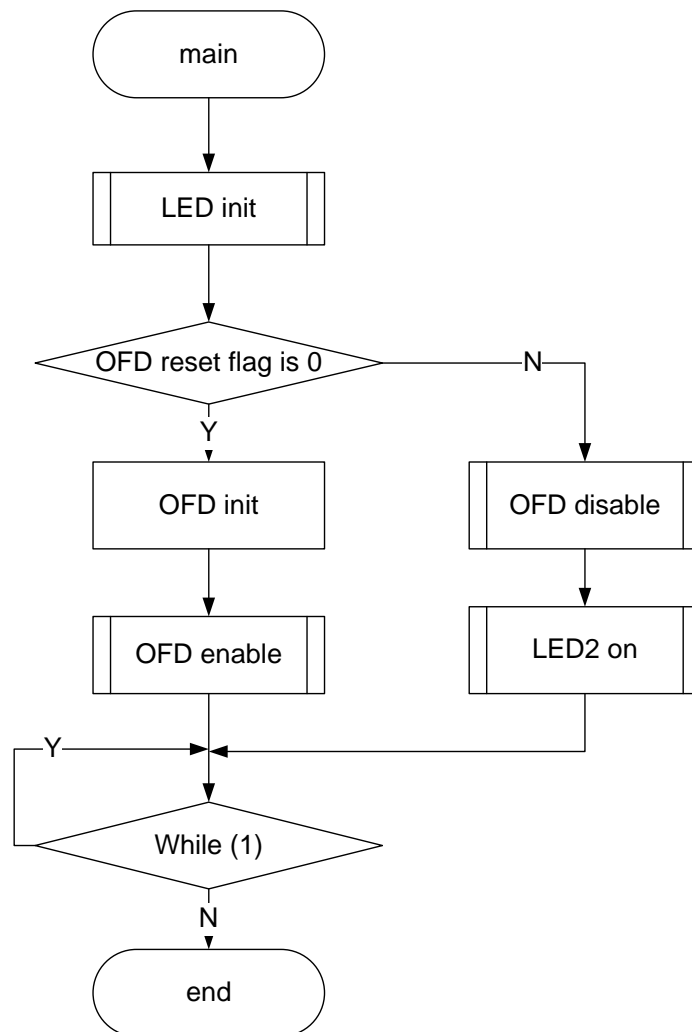 main
LED init
OFD reset flag is 0
N
Y
OFD init
OFD disable
OFD enable
LED2 on
Y
While (1)
N
end